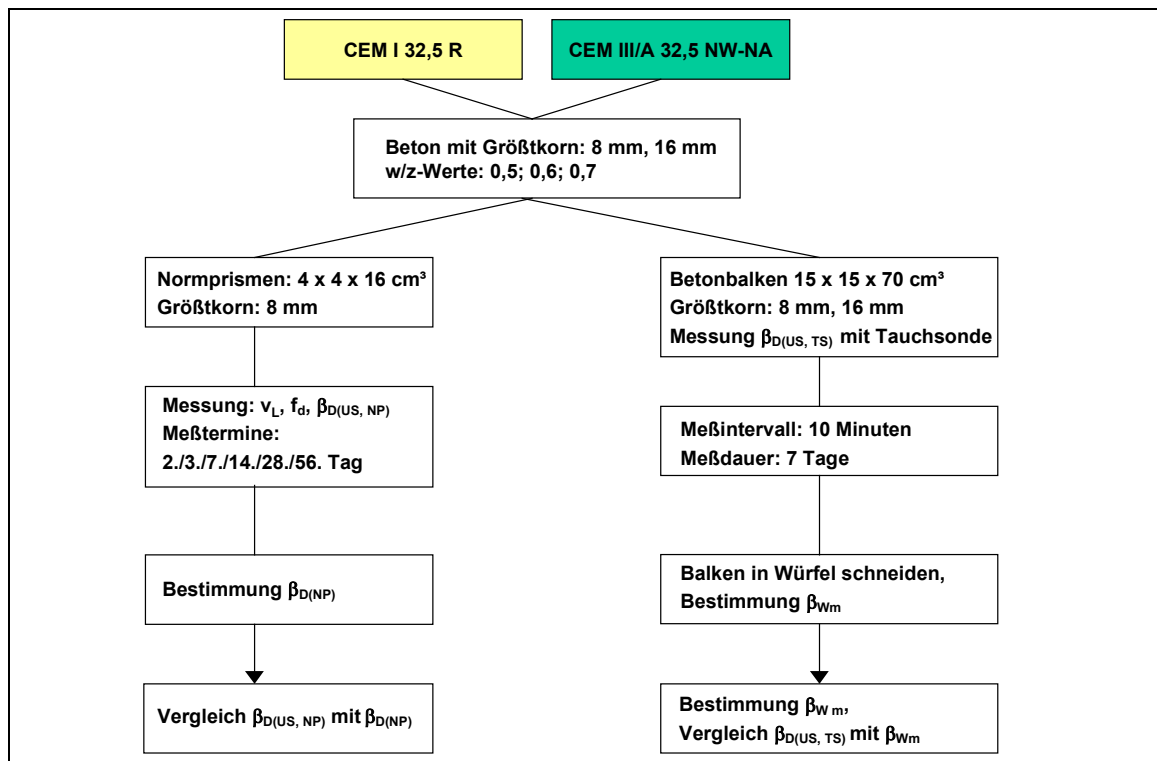 CEM I 32,5 R
CEM III/A 32,5 NW-NA
Beton mit Größtkorn: 8 mm, 16 mm
w/z-Werte: 0,5; 0,6; 0,7
Normprismen: 4 x 4 x 16 cm³
Größtkorn: 8 mm
Messung: vL, fd, βD(US, NP)
Meßtermine:
2./3./7./14./28./56. Tag
Bestimmung βD(NP)
Vergleich βD(US, NP) mit βD(NP)
Betonbalken 15 x 15 x 70 cm³
Größtkorn: 8 mm, 16 mm
Messung βD(US, TS) mit Tauchsonde
Meßintervall: 10 Minuten
Meßdauer: 7 Tage
Balken in Würfel schneiden,
Bestimmung βWm
Bestimmung βW m,
Vergleich βD(US, TS) mit βWm